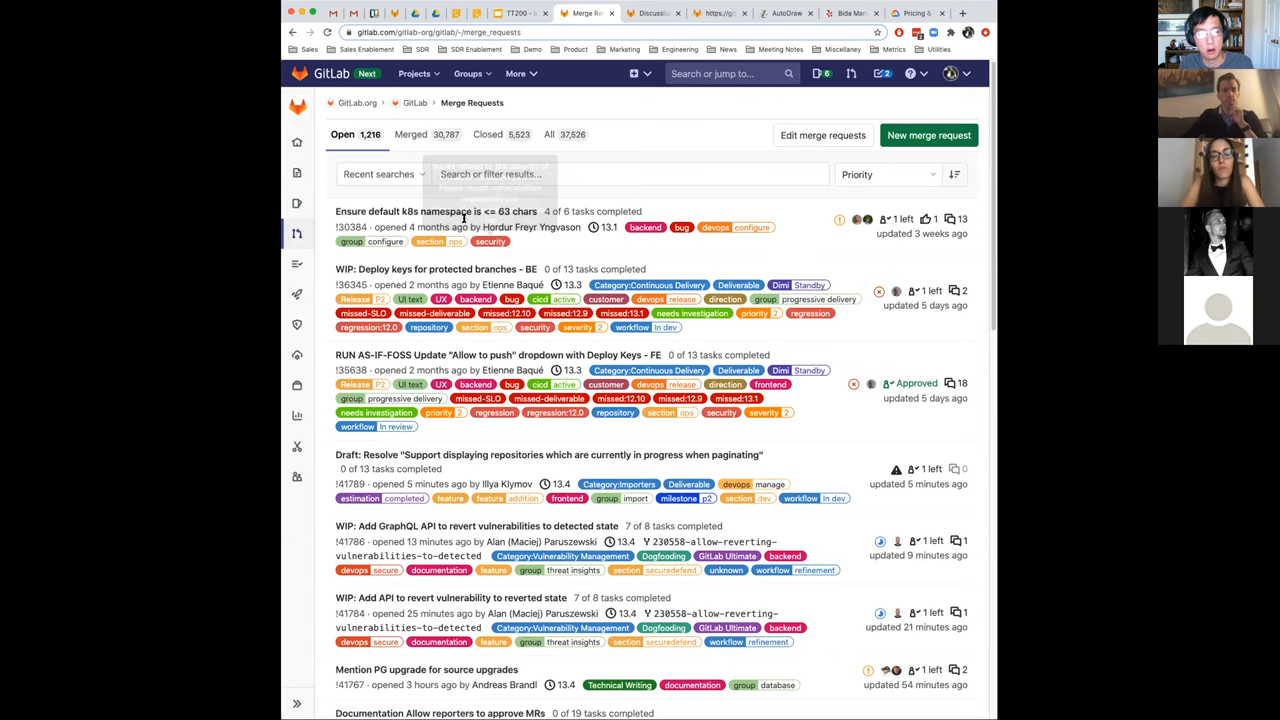 TT200 - I
Merge Re
Discussio
https://git
AutoDraw
Bida Man
Pricing &
gitlab.com/gitlab-org/gitlab/-/merge_requests
Sales Sales Enablement SDR SDR Enablement Demo Product Marketing Engineering News Meeting Notes Miscellaney Metrics Utilities
GitLab Next Projects Groups More Search or jump to... 6 2
GitLab.org › GitLab › Merge Requests
Open 1,216 Merged 30,787 Closed 5,523 All 37,526 Edit merge requests New merge request
Recent searches Search or filter results... Priority
Ensure default k8s namespace is <= 63 chars 4 of 6 tasks completed 1 left 1 13
!30384 · opened 4 months ago by Hordur Freyr Yngvason 13.1 backend bug devops configure updated 3 weeks ago
group configure section ops security
WIP: Deploy keys for protected branches - BE 0 of 13 tasks completed
!36345 · opened 2 months ago by Etienne Baqué 13.3 Category:Continuous Delivery Deliverable Dimi Standby 1 left 2
Release P2 UI text UX backend bug cicd active customer devops release direction group progressive delivery updated 5 days ago
missed-SLO missed-deliverable missed:12.10 missed:12.9 missed:13.1 needs investigation priority 2 regression
regression:12.0 repository section ops security severity 2 workflow In dev
RUN AS-IF-FOSS Update "Allow to push" dropdown with Deploy Keys - FE 0 of 13 tasks completed
!35638 · opened 2 months ago by Etienne Baqué 13.3 Category:Continuous Delivery Deliverable Dimi Standby
Release P2 UI text UX backend bug cicd active customer devops release direction frontend Approved 18
group progressive delivery missed-SLO missed-deliverable missed:12.10 missed:12.9 missed:13.1 updated 5 days ago
needs investigation priority 2 regression regression:12.0 repository section ops security severity 2
workflow In review
Draft: Resolve "Support displaying repositories which are currently in progress when paginating"
0 of 13 tasks completed 1 left 0
!41789 · opened 5 minutes ago by Illya Klymov 13.4 Category:Importers Deliverable devops manage updated 5 minutes ago
estimation completed feature feature addition frontend group import milestone p2 section dev workflow In dev
WIP: Add GraphQL API to revert vulnerabilities to detected state 7 of 8 tasks completed
!41786 · opened 13 minutes ago by Alan (Maciej) Paruszewski 13.4 230558-allow-reverting- 1 left 1
vulnerabilities-to-detected Category:Vulnerability Management Dogfooding GitLab Ultimate backend updated 9 minutes ago
devops secure documentation feature group threat insights section securedefend unknown workflow refinement
WIP: Add API to revert vulnerability to reverted state 7 of 8 tasks completed
!41784 · opened 25 minutes ago by Alan (Maciej) Paruszewski 13.4 230558-allow-reverting- 1 left 1
vulnerabilities-to-detected Category:Vulnerability Management Dogfooding GitLab Ultimate backend updated 21 minutes ago
devops secure documentation feature group threat insights section securedefend workflow refinement
Mention PG upgrade for source upgrades 1 left 2
!41767 · opened 3 hours ago by Andreas Brandl 13.4 Technical Writing documentation group database updated 54 minutes ago
Documentation Allow reporters to approve MRs 0 of 19 tasks completed